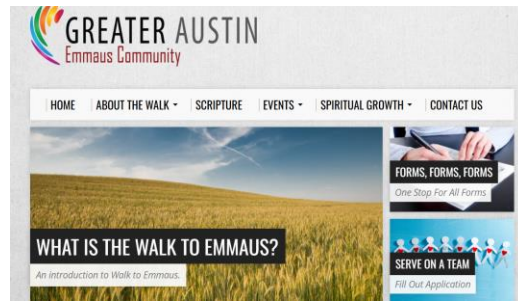 GREATER AUSTIN
Emmaus Community
HOME ABOUT THE WALK SCRIPTURE EVENTS SPIRITUAL GROWTH CONTACT US
WHAT IS THE WALK TO EMMAUS?
An introduction to Walk to Emmaus.
FORMS, FORMS, FORMS
One Stop For All Forms
SERVE ON A TEAM
Fill Out Application